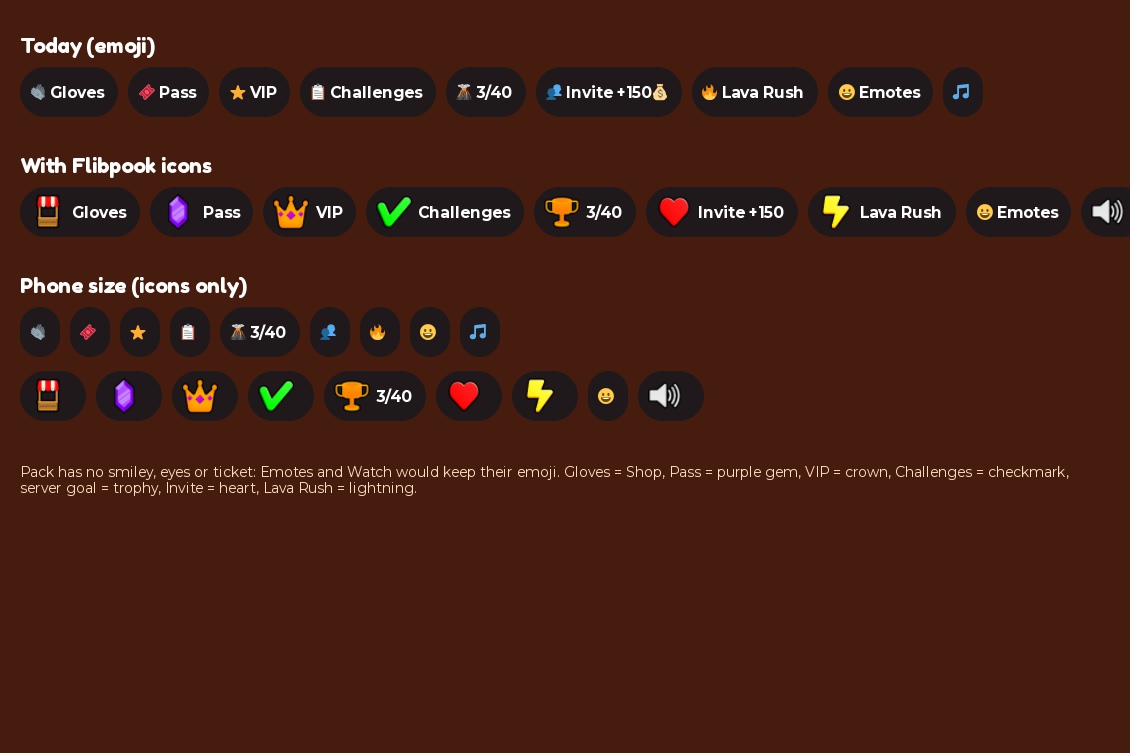 Today (emoji)
Gloves Pass VIP Challenges 3/40 Invite +150 Lava Rush Emotes
With Flibpook icons
Gloves Pass VIP Challenges 3/40 Invite +150 Lava Rush Emotes
Phone size (icons only)
3/40
3/40
Pack has no smiley, eyes or ticket: Emotes and Watch would keep their emoji. Gloves = Shop, Pass = purple gem, VIP = crown, Challenges = checkmark,
server goal = trophy, Invite = heart, Lava Rush = lightning.